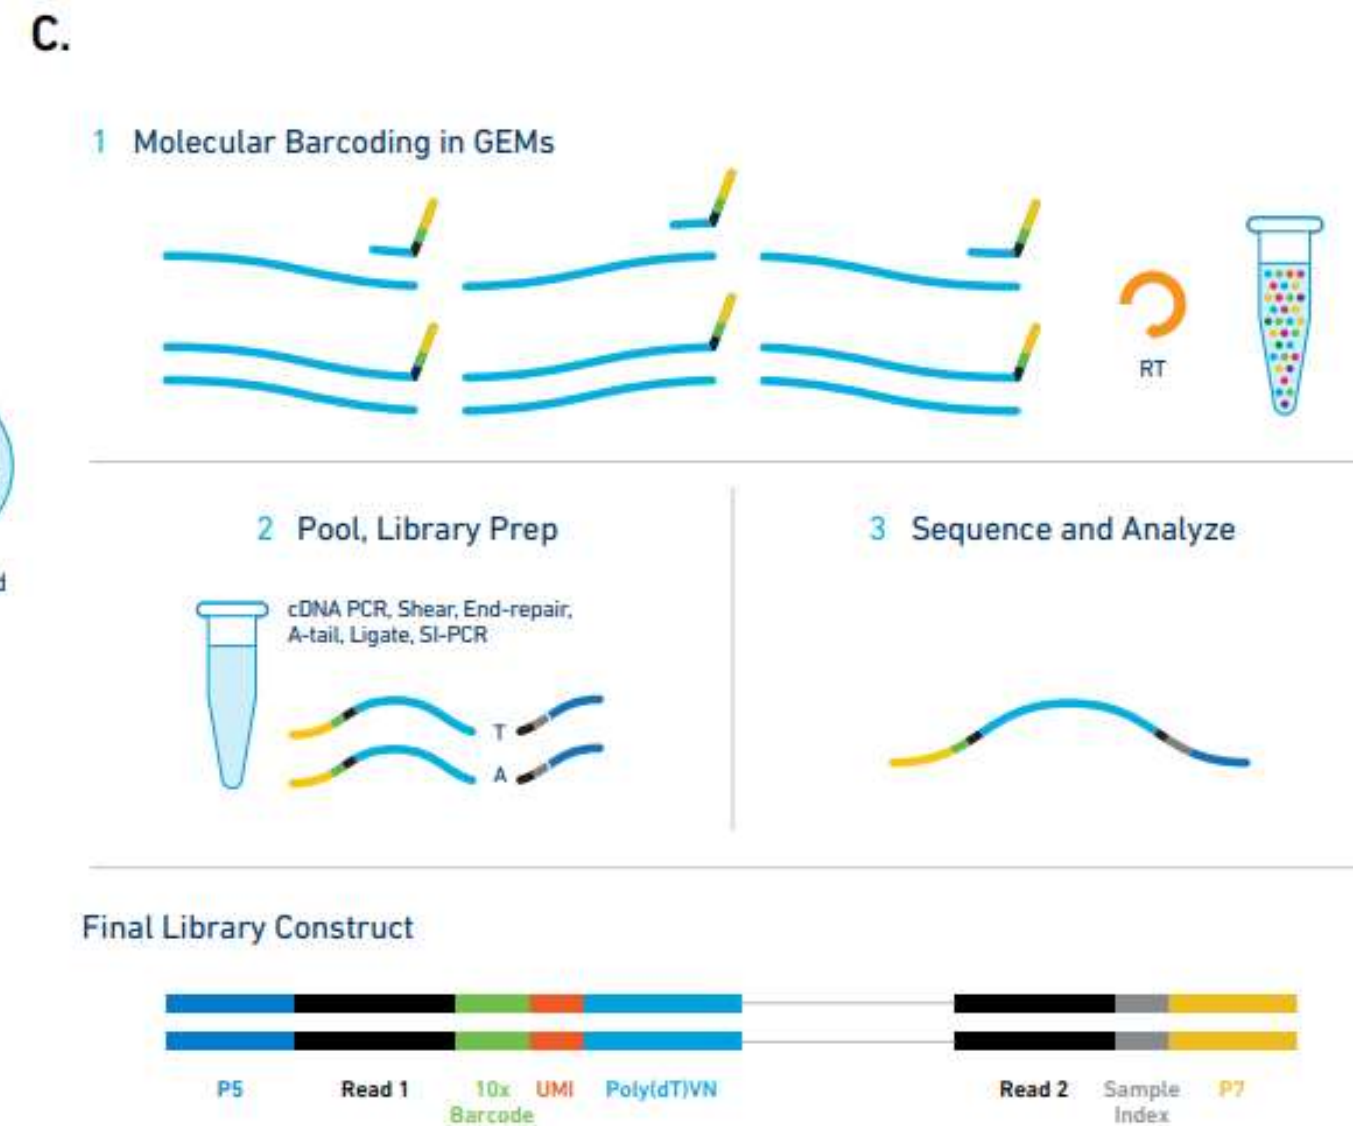 C.
1 Molecular Barcoding in GEMs
RT
d
2 Pool, Library Prep
cDNA PCR, Shear, End-repair,
A-tail, Ligate, SI-PCR
T
A
3 Sequence and Analyze
Final Library Construct
P5 Read 1 10x Barcode UMI Poly(dT)VN Read 2 Sample Index P7